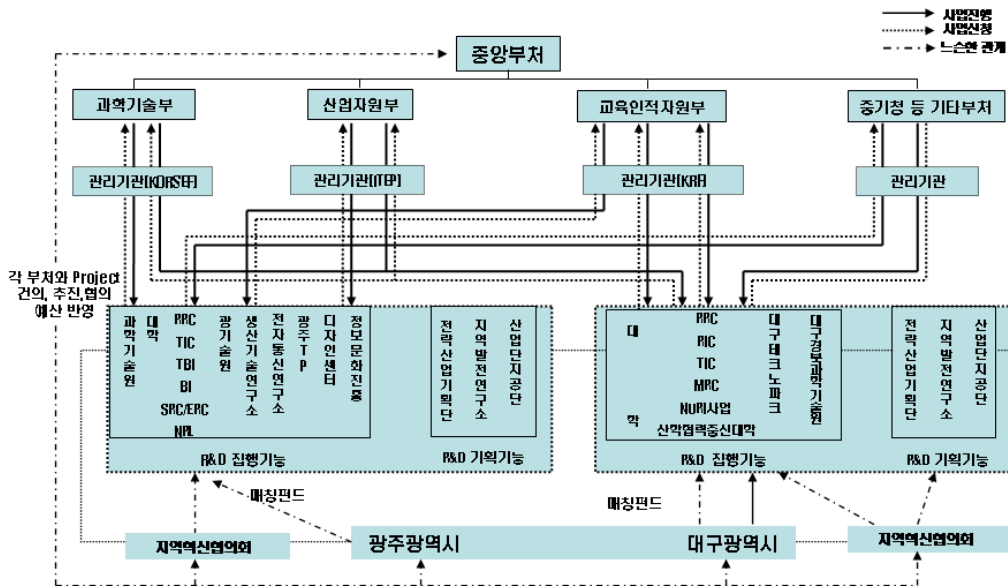 사업진행
사업신청
느슨한 관계
중앙부처
과학기술부
산업자원부
교육인적자원부
중기청 등 기타부처
관리기관[KORSEF]
관리기관[ITEP]
관리기관[KRF]
관리기관
각 부처와 Project
건의, 추진,협의
예산 반영
과학기술원
대학
RRC
TIC
TBI
BI
SRC/ERC
NRL
광기술원
생산기술연구소
전자통신연구소
광주TP
디자인센터
정보문화진흥
R&D 집행기능
전략산업기획단
지역발전연구소
산업단지공단
R&D 기획기능
대
학
RRC
RIC
TIC
MRC
NURI사업
산학협력중심대학
대구테크노파크
대구경북과학기술원
R&D 집행기능
전략산업기획단
지역발전연구소
산업단지공단
R&D 기획기능
매칭펀드
매칭펀드
지역혁신협의회
광주광역시
대구광역시
지역혁신협의회